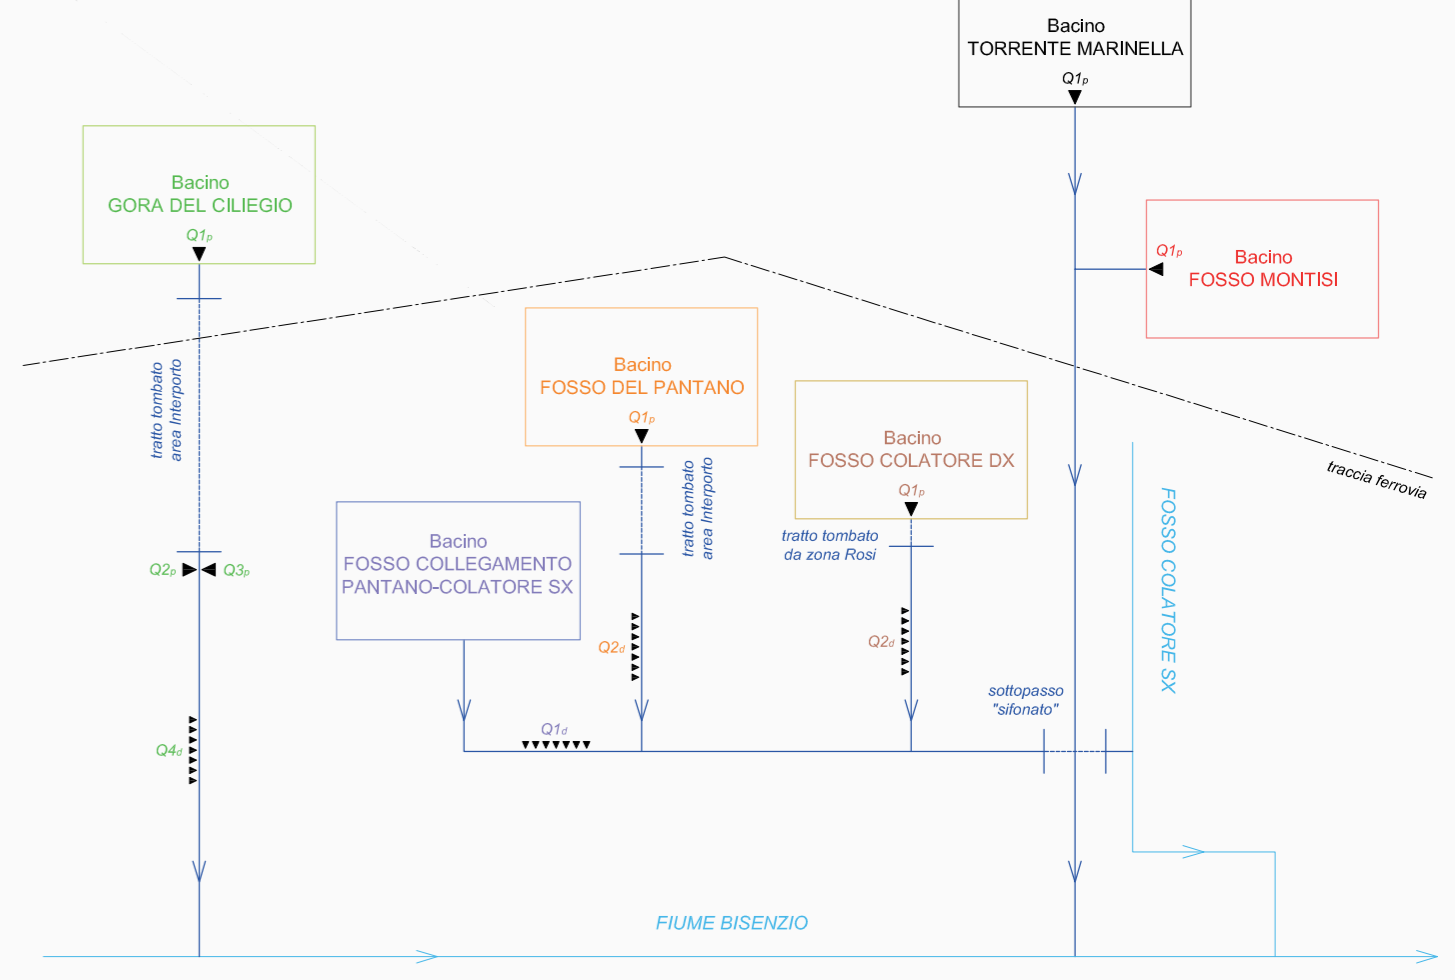 Bacino
TORRENTE MARINELLA
Q1p
Bacino
GORA DEL CILIEGIO
Q1p
Q1p
Bacino
FOSSO MONTISI
tratto tombato
area Interporto
Bacino
FOSSO DEL PANTANO
Q1p
tratto tombato
area Interporto
Bacino
FOSSO COLATORE DX
Q1p
traccia ferrovia
tratto tombato
da zona Rosi
FOSSO COLATORE SX
Bacino
FOSSO COLLEGAMENTO
PANTANO-COLATORE SX
Q2p
Q3p
Q2d
Q2d
sottopasso
"sifonato"
Q1d
Q4d
FIUME BISENZIO